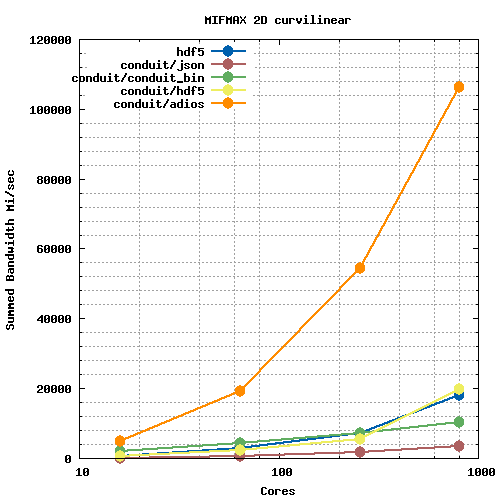 MIFMAX 2D curvilinear
hdf5
conduit/json
conduit/conduit_bin
conduit/hdf5
conduit/adios
120000
100000
80000
60000
40000
20000
0
Summed Bandwidth Mi/sec
10
100
1000
Cores